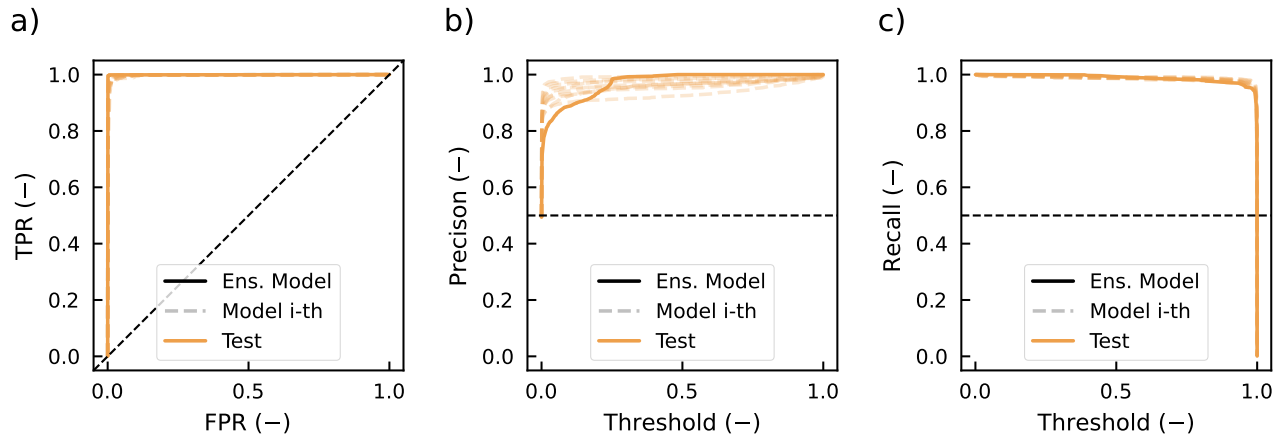 a)
TPR (−)
1.0
0.8
0.6
0.4
0.2
0.0
Ens. Model
Model i-th
Test
0.0 0.5 1.0
FPR (−)
b)
Precison (−)
1.0
0.8
0.6
0.4
0.2
0.0
Ens. Model
Model i-th
Test
0.0 0.5 1.0
Threshold (−)
c)
Recall (−)
1.0
0.8
0.6
0.4
0.2
0.0
Ens. Model
Model i-th
Test
0.0 0.5 1.0
Threshold (−)